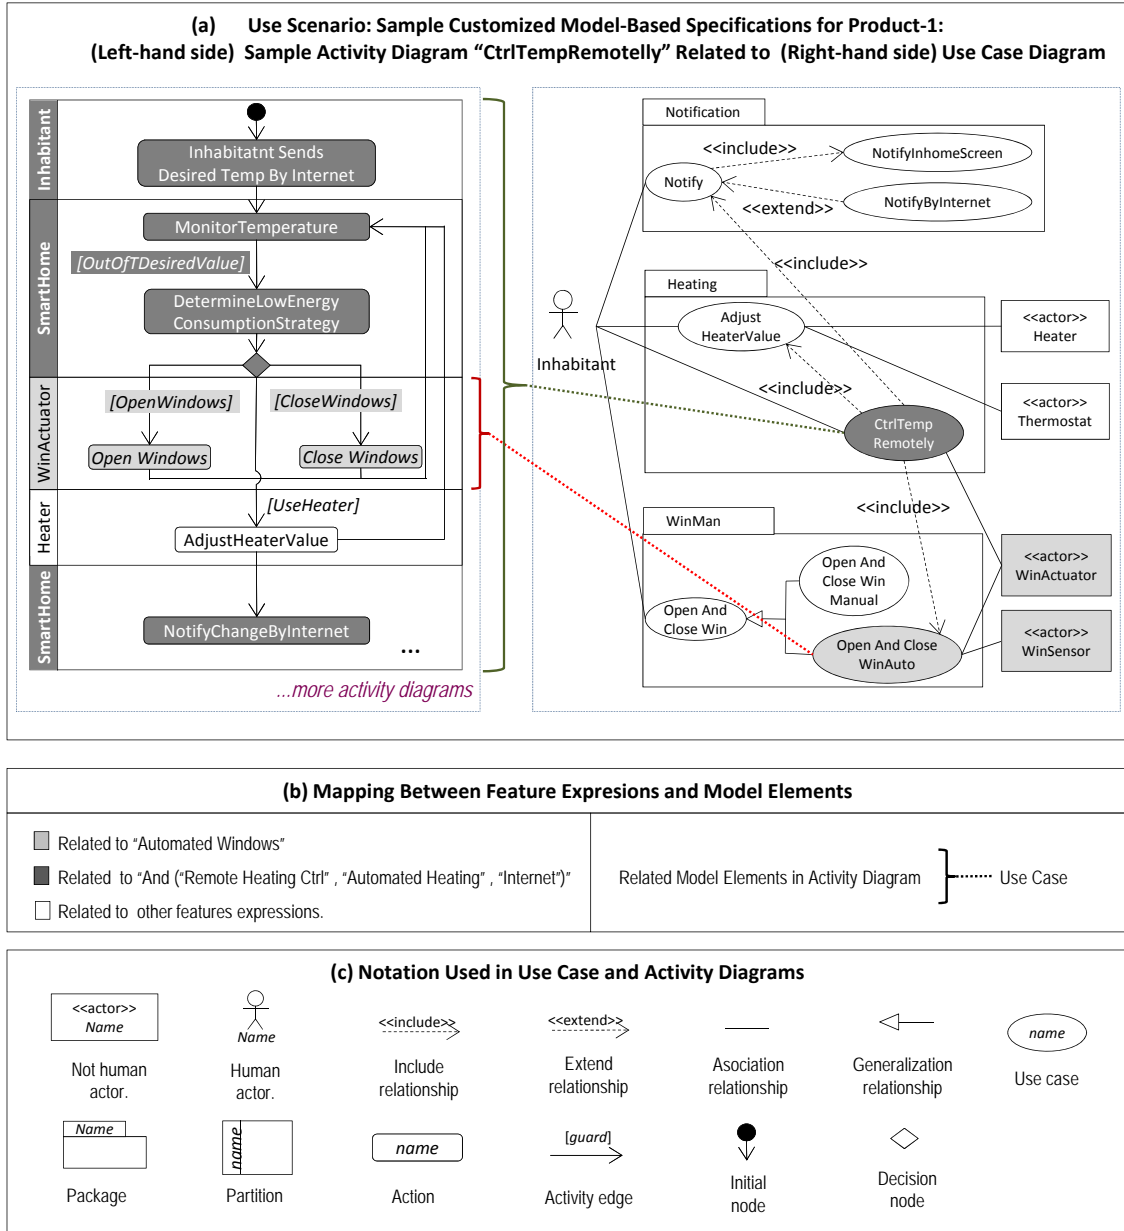 (a) Use Scenario: Sample Customized Model-Based Specifications for Product-1:
(Left-hand side) Sample Activity Diagram “CtrlTempRemotelly” Related to (Right-hand side) Use Case Diagram
Inhabitant
Inhabitatnt Sends
Desired Temp By Internet
SmartHome
MonitorTemperature
[OutOfTDesiredValue]
DetermineLowEnergy
ConsumptionStrategy
WinActuator
[OpenWindows]
[CloseWindows]
Open Windows
Close Windows
Heater
[UseHeater]
AdjustHeaterValue
SmartHome
NotifyChangeByInternet
...
...more activity diagrams
Notification
<<include>>
NotifyInhomeScreen
Notify
<<extend>>
NotifyByInternet
<<include>>
Heating
Adjust
HeaterValue
<<actor>>
Heater
Inhabitant
<<include>>
<<actor>>
Thermostat
CtrlTemp
Remotely
<<include>>
WinMan
Open And
Close Win
Manual
<<actor>>
WinActuator
Open And
Close Win
Open And Close
WinAuto
<<actor>>
WinSensor
(b) Mapping Between Feature Expresions and Model Elements
Related to “Automated Windows”
Related to “And (“Remote Heating Ctrl” , “Automated Heating” , “Internet”)”
Related to other features expressions.
Related Model Elements in Activity Diagram
Use Case
(c) Notation Used in Use Case and Activity Diagrams
<<actor>>
Name
Not human
actor.
Name
Human
actor.
<<include>>
Include
relationship
<<extend>>
Extend
relationship
Asociation
relationship
Generalization
relationship
name
Use case
Name
Package
name
Partition
name
Action
[guard]
Activity edge
Initial
node
Decision
node